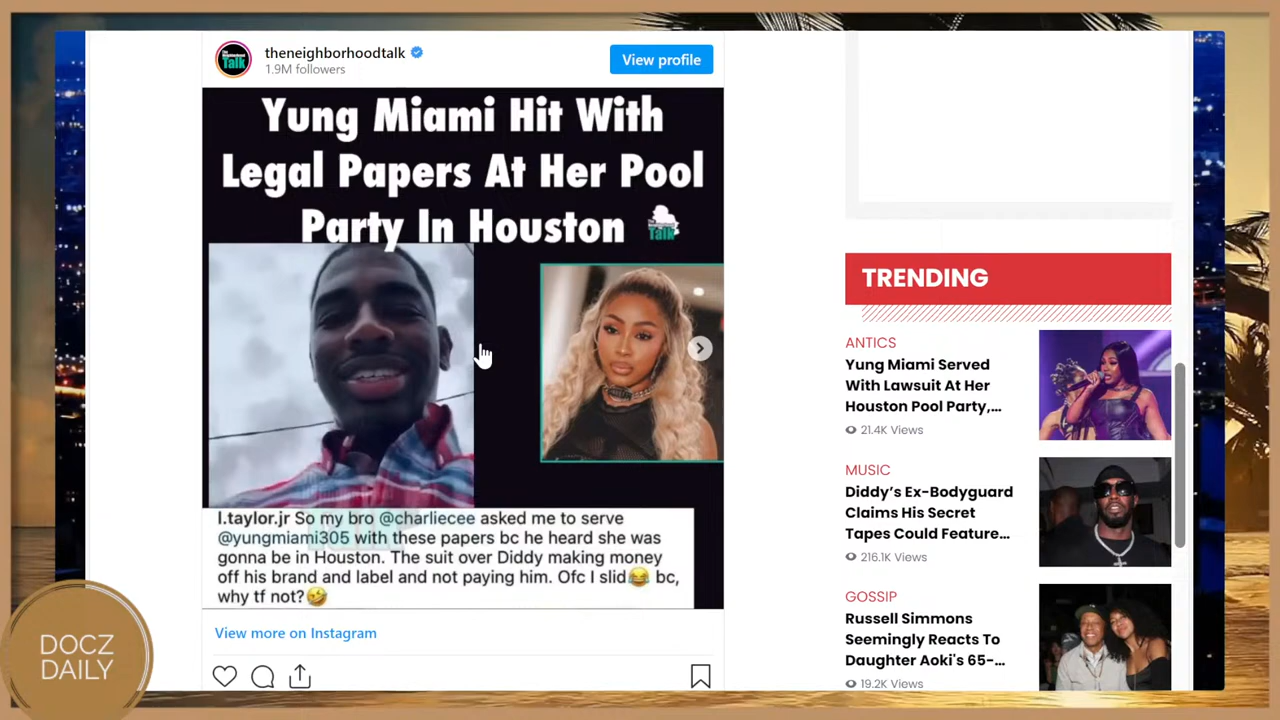 theneighborhoodtalk
1.9M followers
View profile
Yung Miami Hit With
Legal Papers At Her Pool
Party In Houston
Talk
l.taylor.jr So my bro @charliecee asked me to serve
@yungmiami305 with these papers bc he heard she was
gonna be in Houston. The suit over Diddy making money
off his brand and label and not paying him. Ofc I slid😂 bc,
why tf not?🤣
View more on Instagram
TRENDING
ANTICS
Yung Miami Served
With Lawsuit At Her
Houston Pool Party,...
21.4K Views
MUSIC
Diddy's Ex-Bodyguard
Claims His Secret
Tapes Could Feature...
216.1K Views
GOSSIP
Russell Simmons
Seemingly Reacts To
Daughter Aoki's 65-...
19.2K Views
DOCZ
DAILY